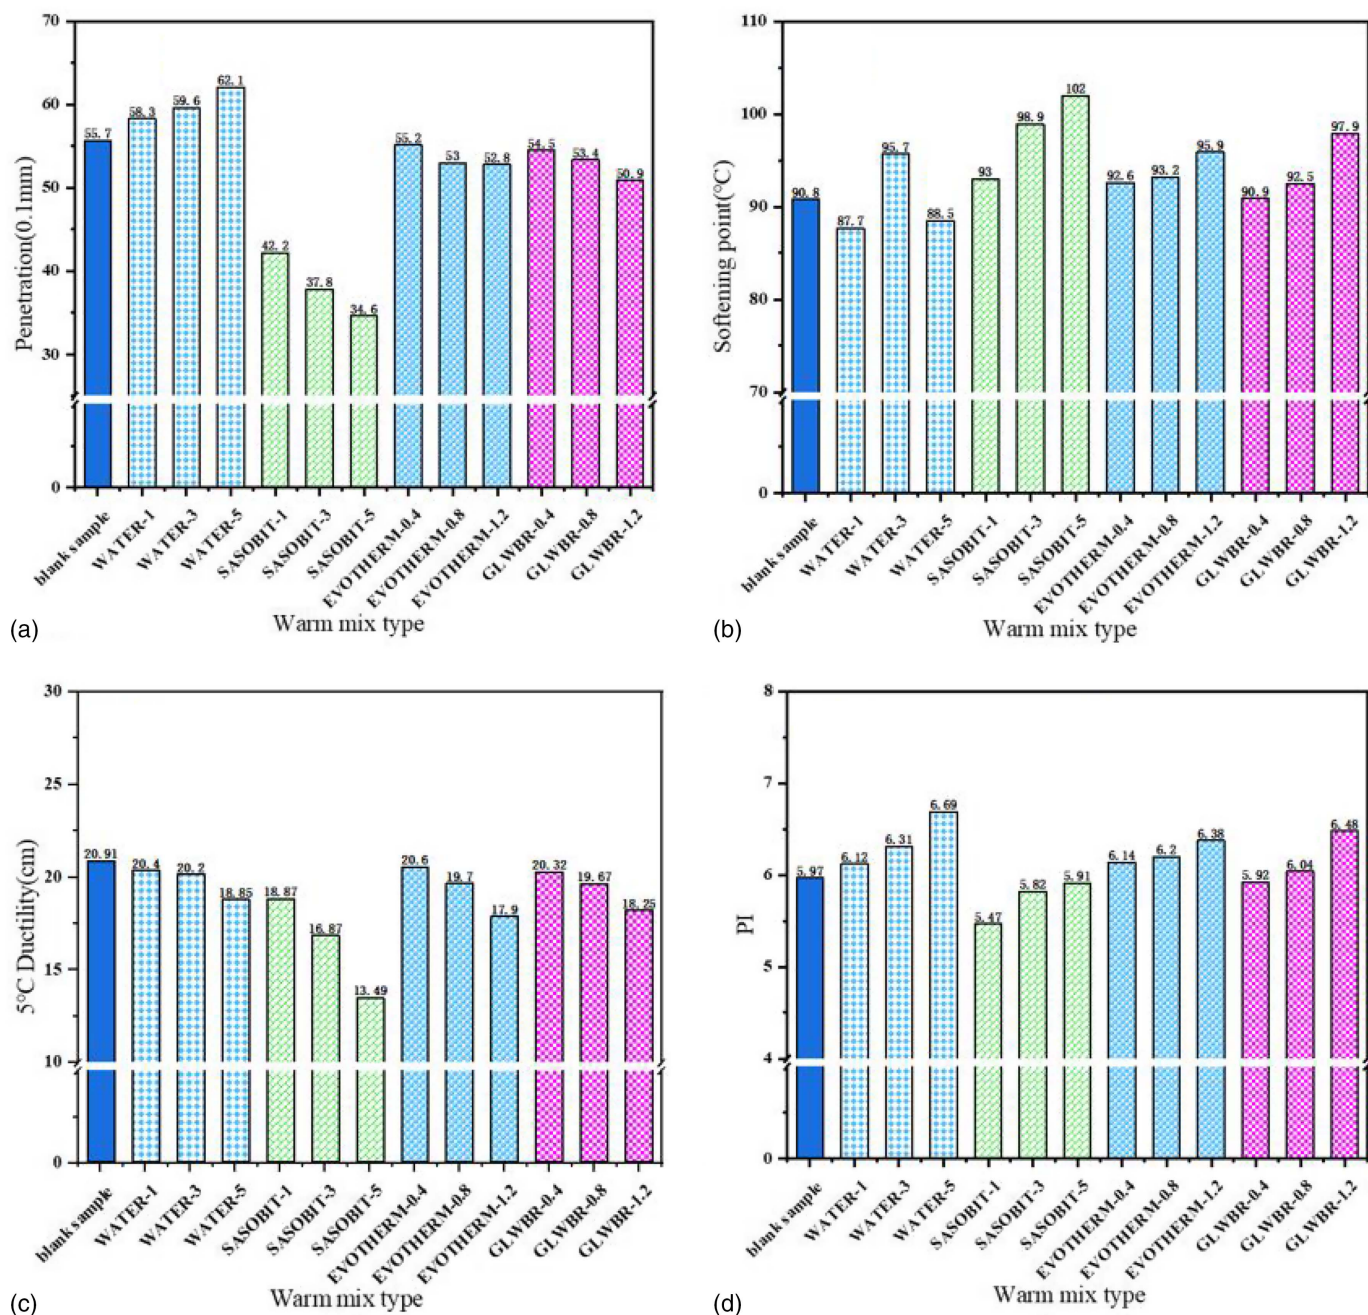 70
60
50
40
30
0
Penetration(0.1mm)
55.7
58.3
59.6
62.1
42.2
37.8
34.6
55.2
53
52.8
54.5
53.4
50.9
blank sample
WATER-1
WATER-3
WATER-5
SASOBIT-1
SASOBIT-3
SASOBIT-5
EVOTHERM-0.4
EVOTHERM-0.8
EVOTHERM-1.2
GLWBR-0.4
GLWBR-0.8
GLWBR-1.2
(a)
Warm mix type
110
100
90
80
70
0
Softening point(°C)
90.8
87.7
95.7
88.5
93
98.9
102
92.6
93.2
95.9
90.9
92.5
97.9
blank sample
WATER-1
WATER-3
WATER-5
SASOBIT-1
SASOBIT-3
SASOBIT-5
EVOTHERM-0.4
EVOTHERM-0.8
EVOTHERM-1.2
GLWBR-0.4
GLWBR-0.8
GLWBR-1.2
(b)
Warm mix type
30
25
20
15
10
0
5°C Ductility(cm)
20.91
20.4
20.2
18.85
18.87
16.87
13.49
20.6
19.7
17.9
20.32
19.67
18.25
blank sample
WATER-1
WATER-3
WATER-5
SASOBIT-1
SASOBIT-3
SASOBIT-5
EVOTHERM-0.4
EVOTHERM-0.8
EVOTHERM-1.2
GLWBR-0.4
GLWBR-0.8
GLWBR-1.2
(c)
Warm mix type
8
7
6
5
4
0
PI
5.97
6.12
6.31
6.69
5.47
5.82
5.91
6.14
6.2
6.38
5.92
6.04
6.48
blank sample
WATER-1
WATER-3
WATER-5
SASOBIT-1
SASOBIT-3
SASOBIT-5
EVOTHERM-0.4
EVOTHERM-0.8
EVOTHERM-1.2
GLWBR-0.4
GLWBR-0.8
GLWBR-1.2
(d)
Warm mix type